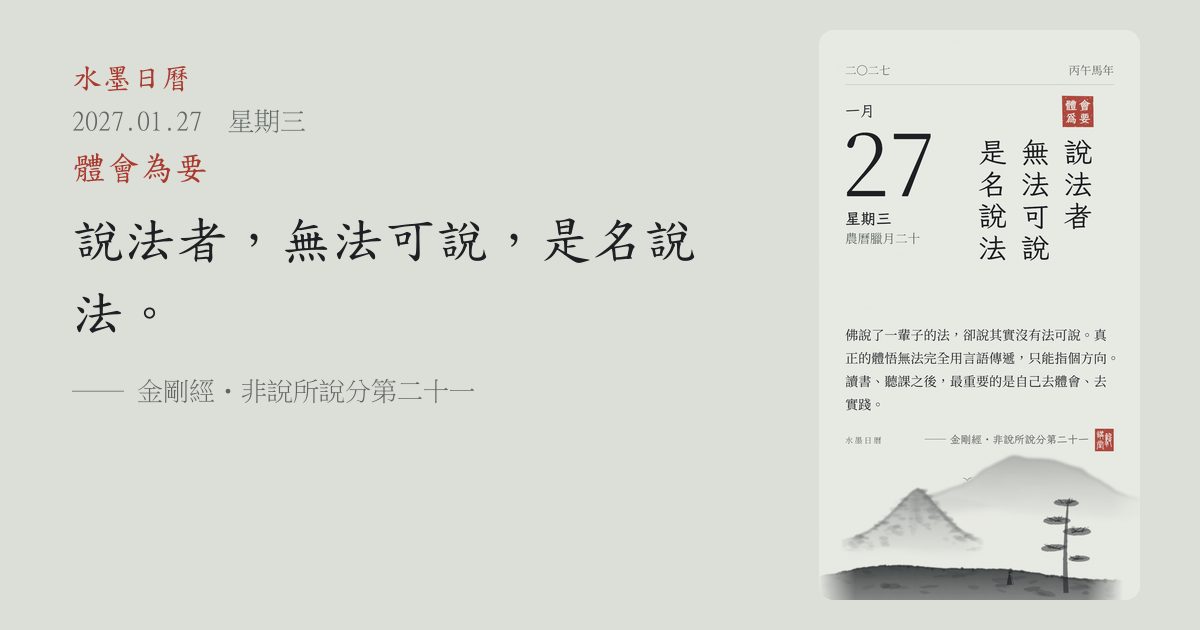 水墨日曆
2027.01.27 星期三
體會為要
說法者，無法可說，是名說
法。
—— 金剛經・非說所說分第二十一
二〇二七
丙午馬年
一月
27
星期三
農曆臘月二十
體會為要
說法者
無法可說
是名說法
佛說了一輩子的法，卻說其實沒有法可說。真
正的體悟無法完全用言語傳遞，只能指個方向。
讀書、聽課之後，最重要的是自己去體會、去
實踐。
水墨日曆
—— 金剛經・非說所說分第二十一